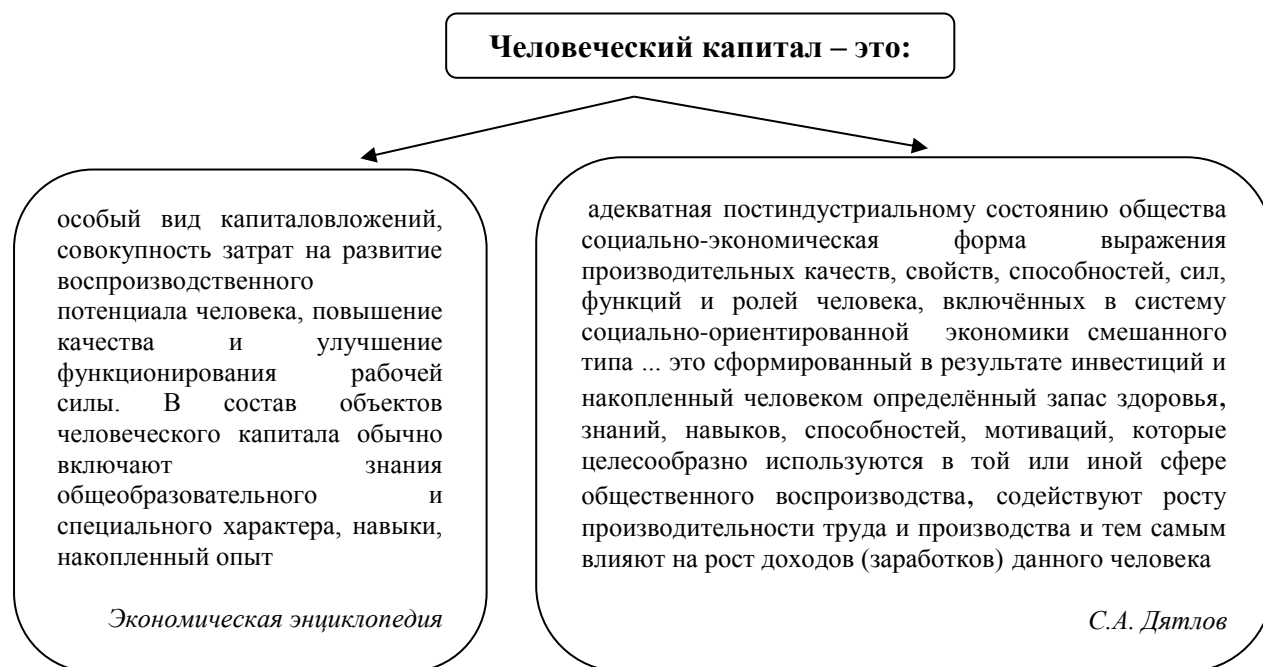 Человеческий капитал – это:
особый вид капиталовложений,
совокупность затрат на развитие
воспроизводственного
потенциала человека, повышение
качества и улучшение
функционирования рабочей
силы. В состав объектов
человеческого капитала обычно
включают знания
общеобразовательного и
специального характера, навыки,
накопленный опыт
Экономическая энциклопедия
адекватная постиндустриальному состоянию общества
социально-экономическая форма выражения
производительных качеств, свойств, способностей, сил,
функций и ролей человека, включённых в систему
социально-ориентированной экономики смешанного
типа ... это сформированный в результате инвестиций и
накопленный человеком определённый запас здоровья,
знаний, навыков, способностей, мотиваций, которые
целесообразно используются в той или иной сфере
общественного воспроизводства, содействуют росту
производительности труда и производства и тем самым
влияют на рост доходов (заработков) данного человека
С.А. Дятлов